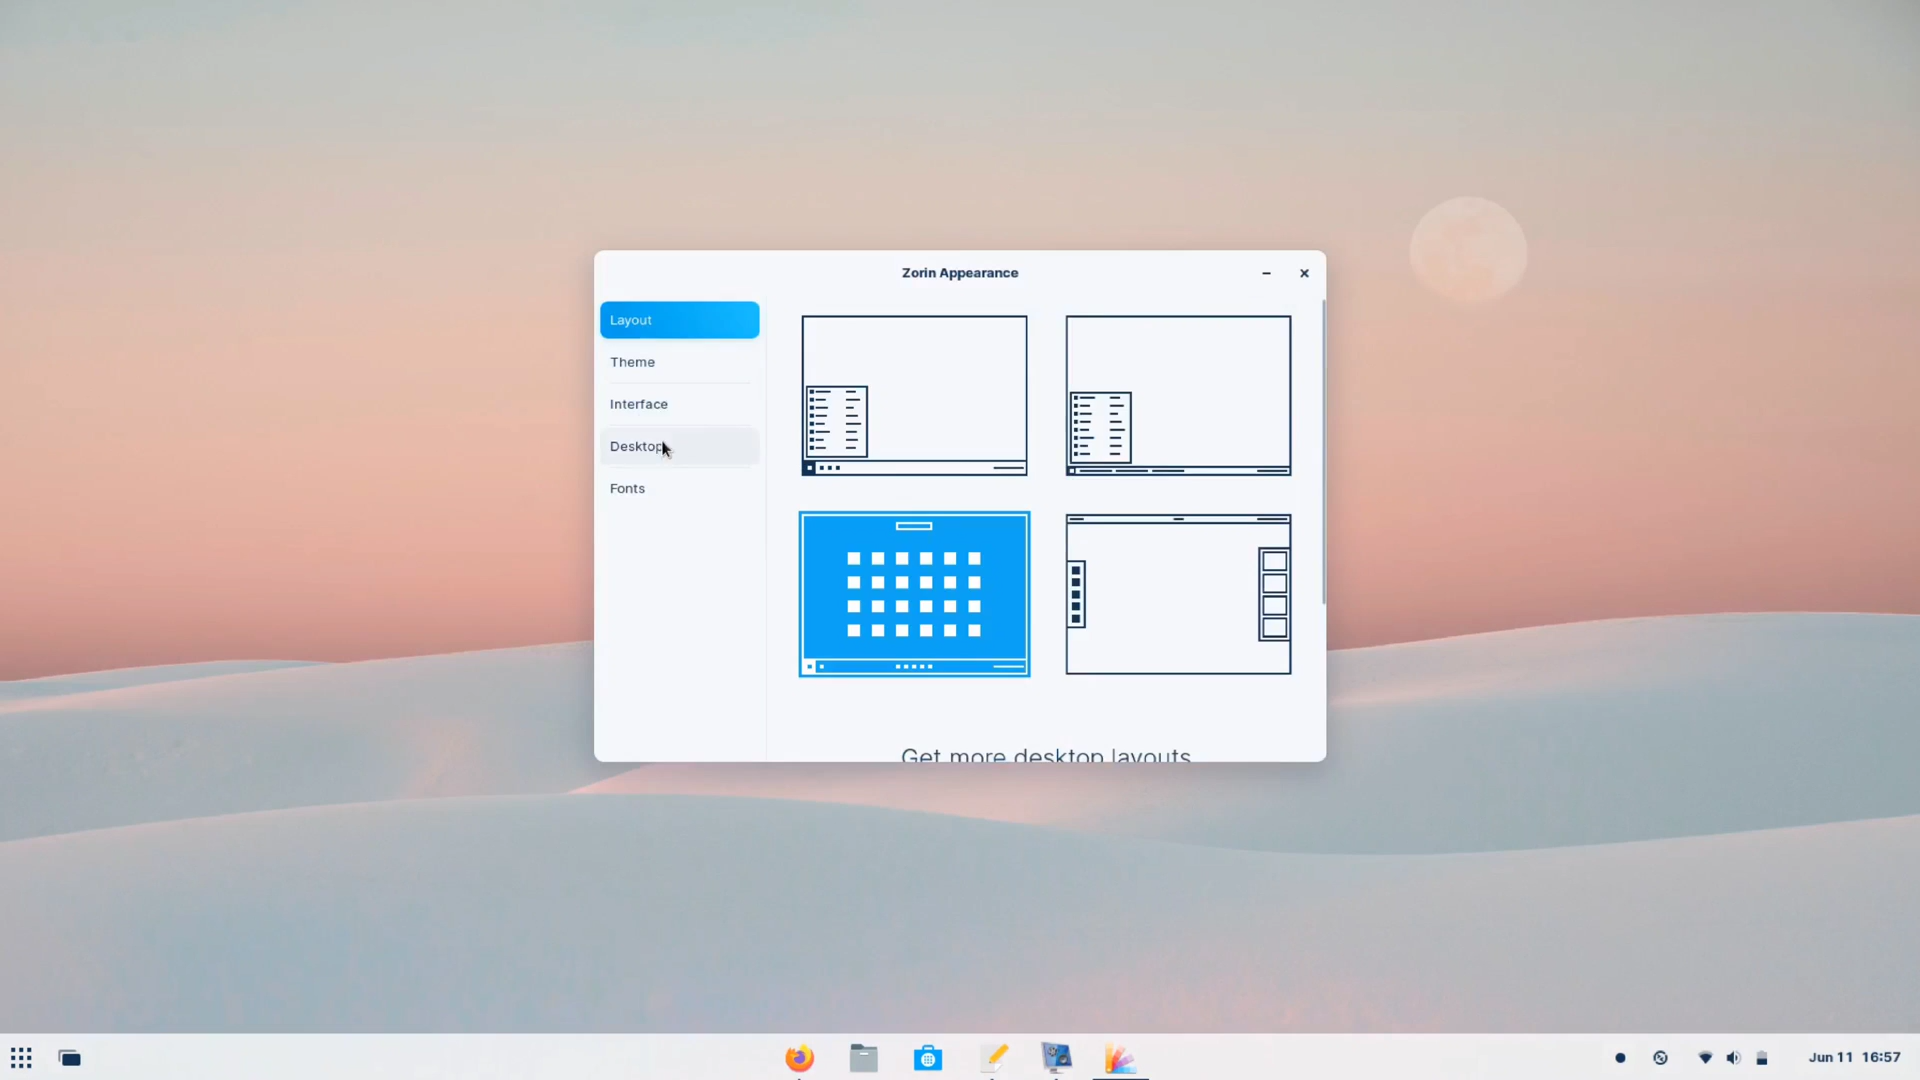 Zorin Appearance
Layout
Theme
Interface
Desktop
Fonts
Get more desktop layouts
Jun 11 16:57